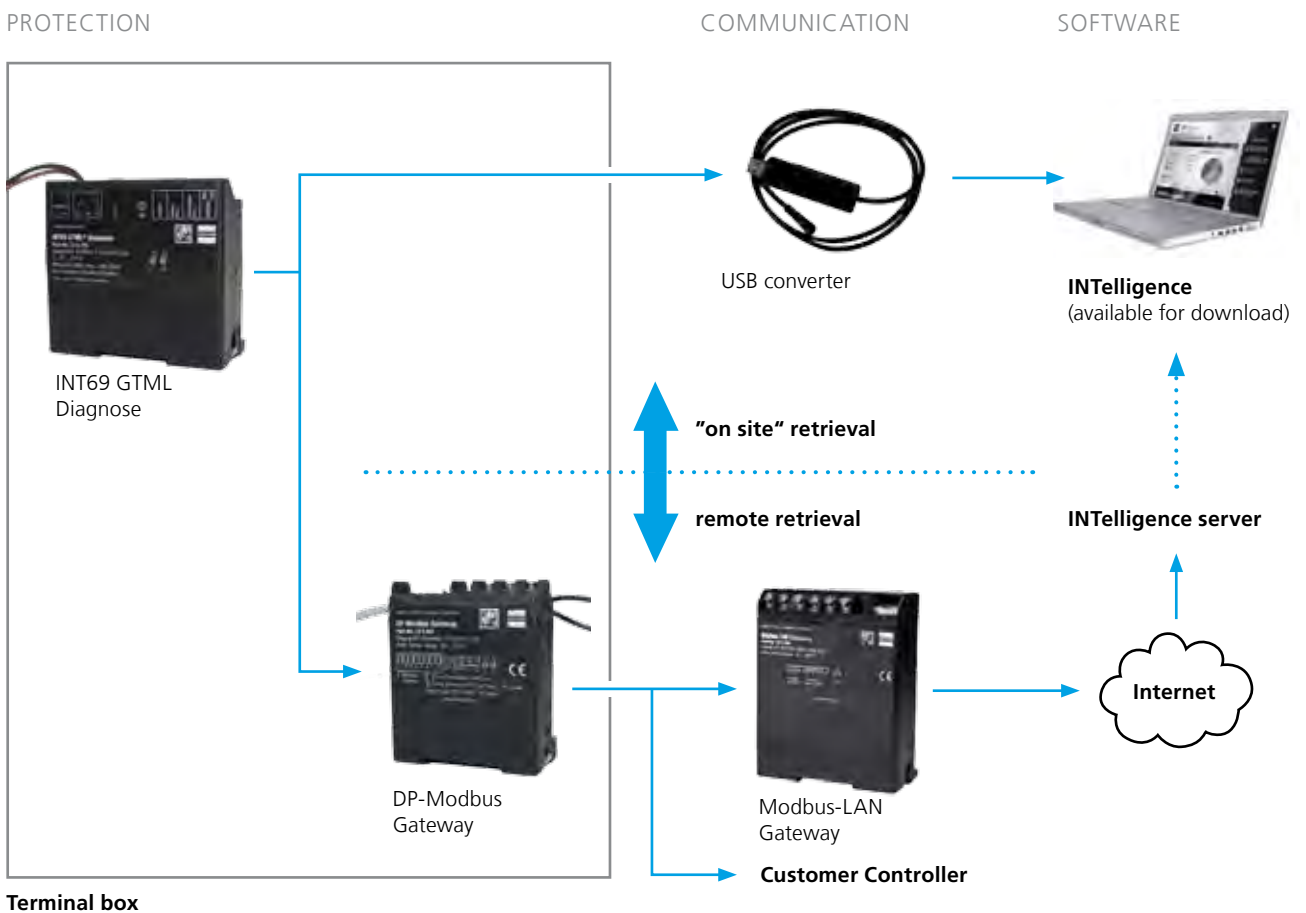 PROTECTION
COMMUNICATION
SOFTWARE
USB converter
INTelligence
(available for download)
INT69 GTML
Diagnose
"on site“ retrieval
remote retrieval
INTelligence server
Internet
DP-Modbus
Gateway
Modbus-LAN
Gateway
Customer Controller
Terminal box